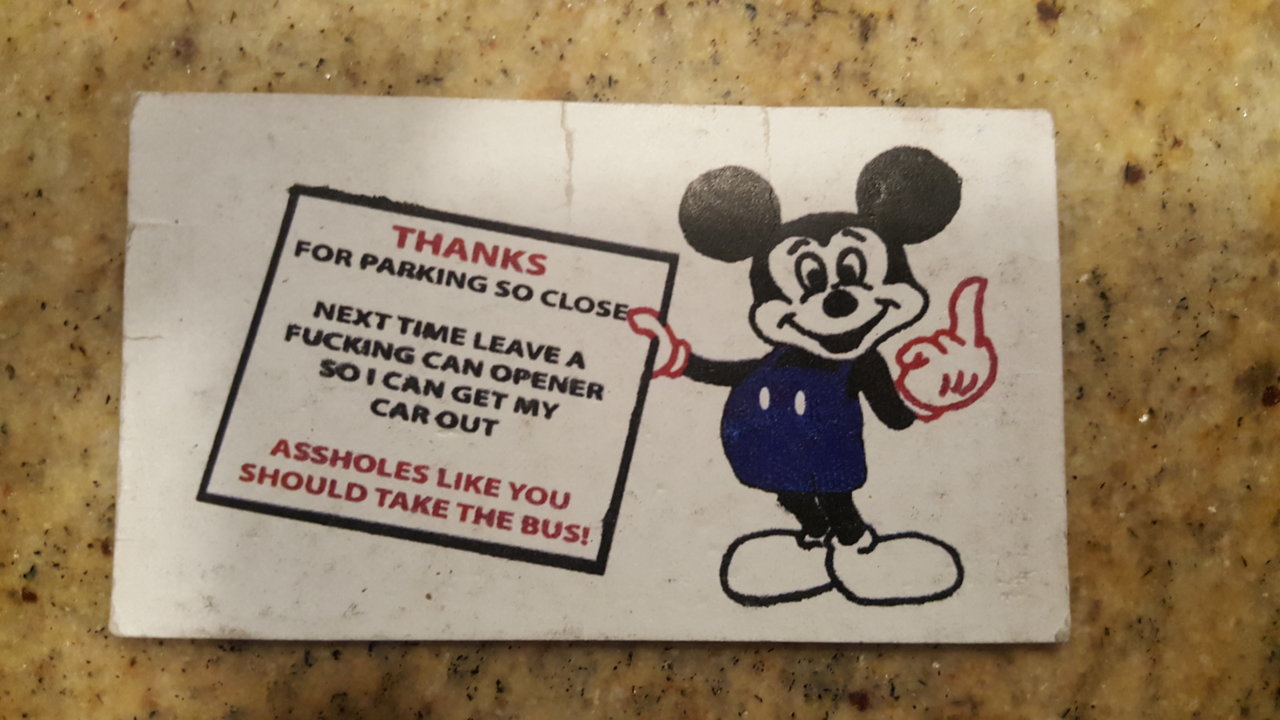 THANKS
FOR PARKING SO CLOSE
NEXT TIME LEAVE A
FUCKING CAN OPENER
SO I CAN GET MY
CAR OUT
ASSHOLES LIKE YOU
SHOULD TAKE THE BUS!